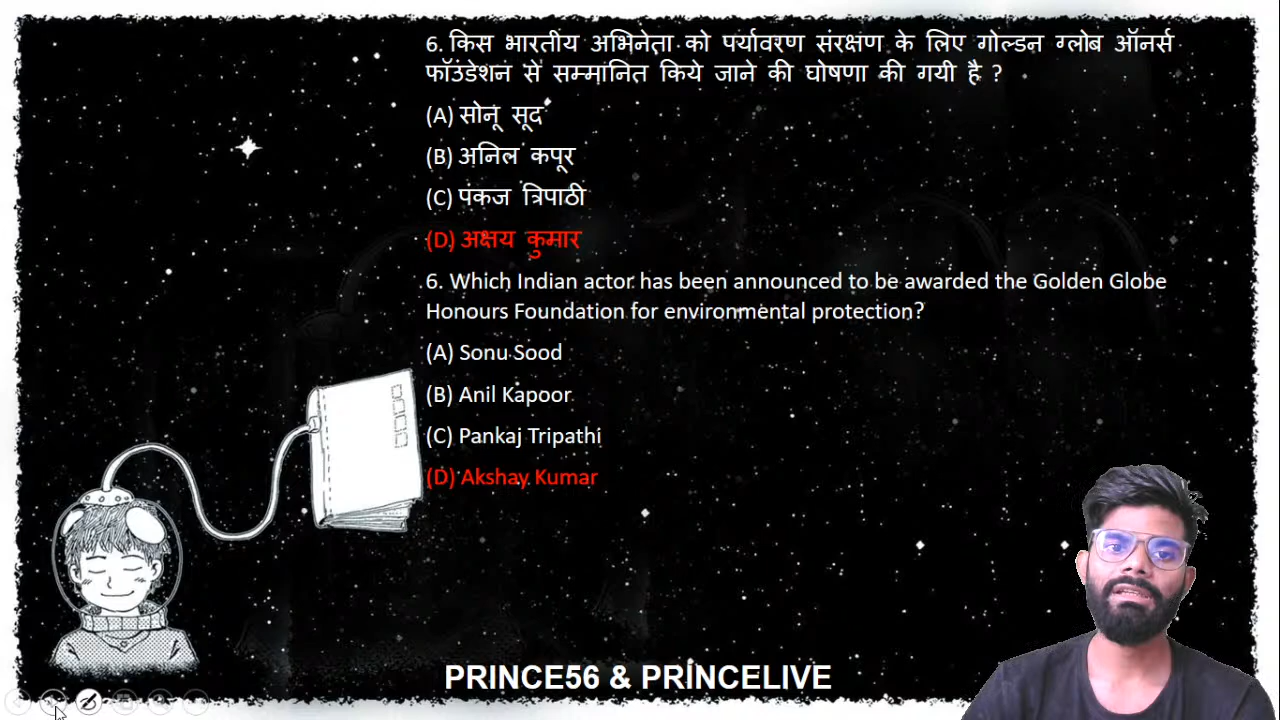 6. किस भारतीय अभिनेता को पर्यावरण संरक्षण के लिए गोल्डन ग्लोब ऑनर्स
फॉउंडेशन से सम्मानित किये जाने की घोषणा की गयी है ?
(A) सोनू सूद
(B) अनिल कपूर
(C) पंकज त्रिपाठी
(D) अक्षय कुमार
6. Which Indian actor has been announced to be awarded the Golden Globe
Honours Foundation for environmental protection?
(A) Sonu Sood
(B) Anil Kapoor
(C) Pankaj Tripathi
(D) Akshay Kumar
PRINCE56 & PRINCELIVE